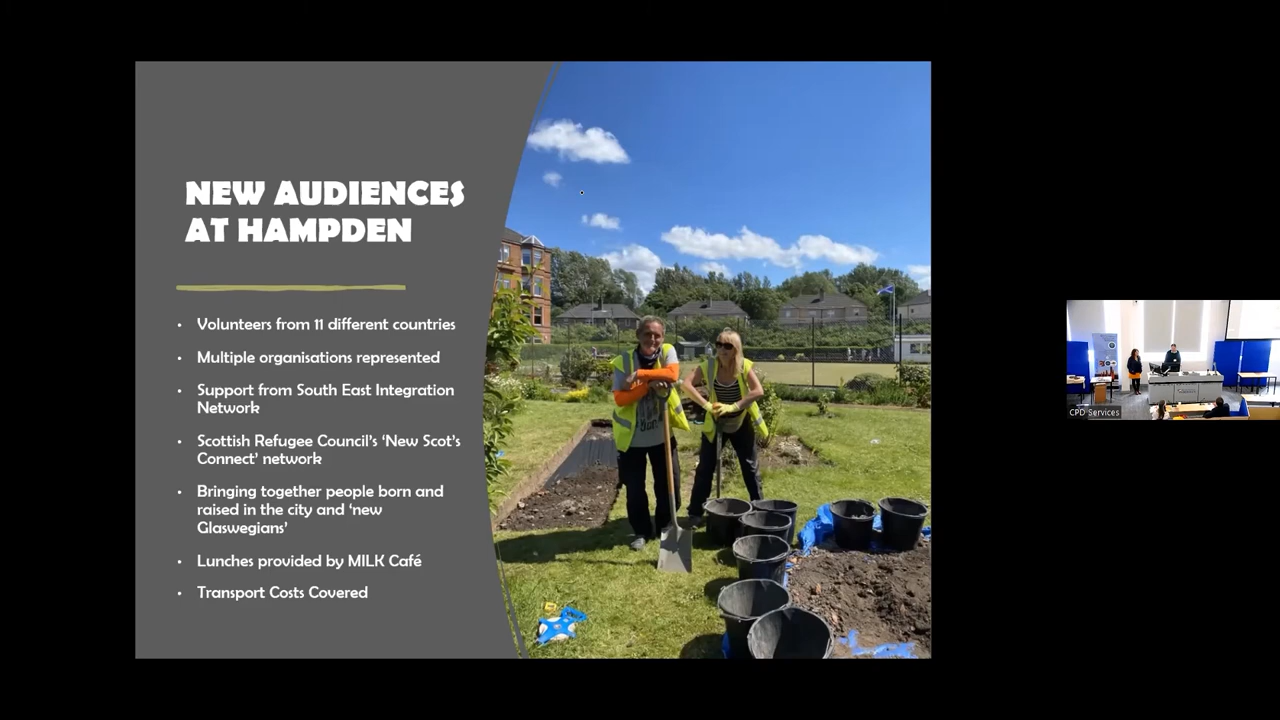 NEW AUDIENCES
AT HAMPDEN
• Volunteers from 11 different countries
• Multiple organisations represented
• Support from South East Integration
Network
• Scottish Refugee Council's 'New Scot's
Connect' network
• Bringing together people born and
raised in the city and 'new
Glaswegians'
• Lunches provided by MILK Café
• Transport Costs Covered
CPD Services